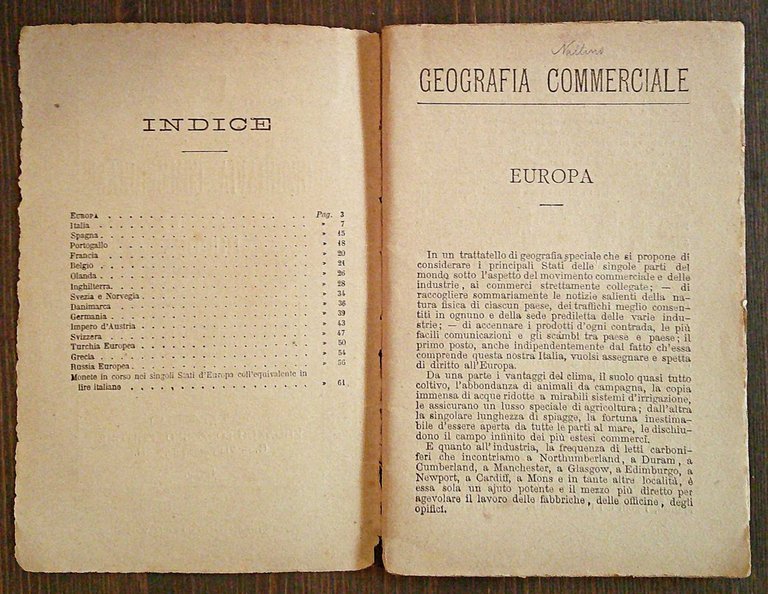 INDICE
EUROPA . . . . . . . . . . . . . . . . . Pag. 3
Italia . . . . . . . . . . . . . . . . . » 7
Spagna . . . . . . . . . . . . . . . . . » 15
Portogallo . . . . . . . . . . . . . . . » 18
Francia . . . . . . . . . . . . . . . . . » 20
Belgio . . . . . . . . . . . . . . . . . » 24
Olanda . . . . . . . . . . . . . . . . . » 26
Inghilterra. . . . . . . . . . . . . . . » 28
Svezia e Norvegia . . . . . . . . . . . . » 34
Danimarca . . . . . . . . . . . . . . . . » 36
Germania . . . . . . . . . . . . . . . . » 39
Impero d'Austria . . . . . . . . . . . . » 43
Svizzera . . . . . . . . . . . . . . . . » 47
Turchia Europea . . . . . . . . . . . . . » 50
Grecia . . . . . . . . . . . . . . . . . » 54
Russia Europea . . . . . . . . . . . . . » 56
Monete in corso nei singoli Stati d'Europa coll'equivalente in
lire italiane . . . . . . . . . . . . . . » 61
GEOGRAFIA COMMERCIALE
EUROPA
In un trattatello di geografia speciale che si propone di
considerare i principali Stati delle singole parti del
mondo sotto l'aspetto del movimento commerciale e delle
industrie, ai commerci strettamente collegate; — di
raccogliere sommariamente le notizie salienti della na-
tura fisica di ciascun paese, dei traffichi meglio consen-
titi in ognuno e della sede prediletta delle varie indu-
strie; — di accennare i prodotti d'ogni contrada, le più
facili comunicazioni e gli scambi tra paese e paese; il
primo posto, anche indipendentemente dal fatto ch'essa
comprende questa nostra Italia, vuolsi assegnare e spetta
di diritto all'Europa.
Da una parte i vantaggi del clima, il suolo quasi tutto
coltivo, l'abbondanza di animali da campagna, la copia
immensa di acque ridotte a mirabili sistemi d'irrigazione,
le assicurano un lusso speciale di agricoltura; dall'altra
la singolare lunghezza di spiagge, la fortuna inestima-
bile d'essere aperta da tutte le parti al mare, le dischiu-
dono il campo infinito dei più estesi commerci.
E quanto all'industria, la frequenza di letti carboni-
feri che incontriamo a Northumberland, a Duram, a
Cumberland, a Manchester, a Glasgow, a Edimburgo, a
Newport, a Cardiff, a Mons e in tante altre località, è
essa sola un ajuto potente e il mezzo più diretto per
agevolare il lavoro delle fabbriche, delle officine, degli
opifici.